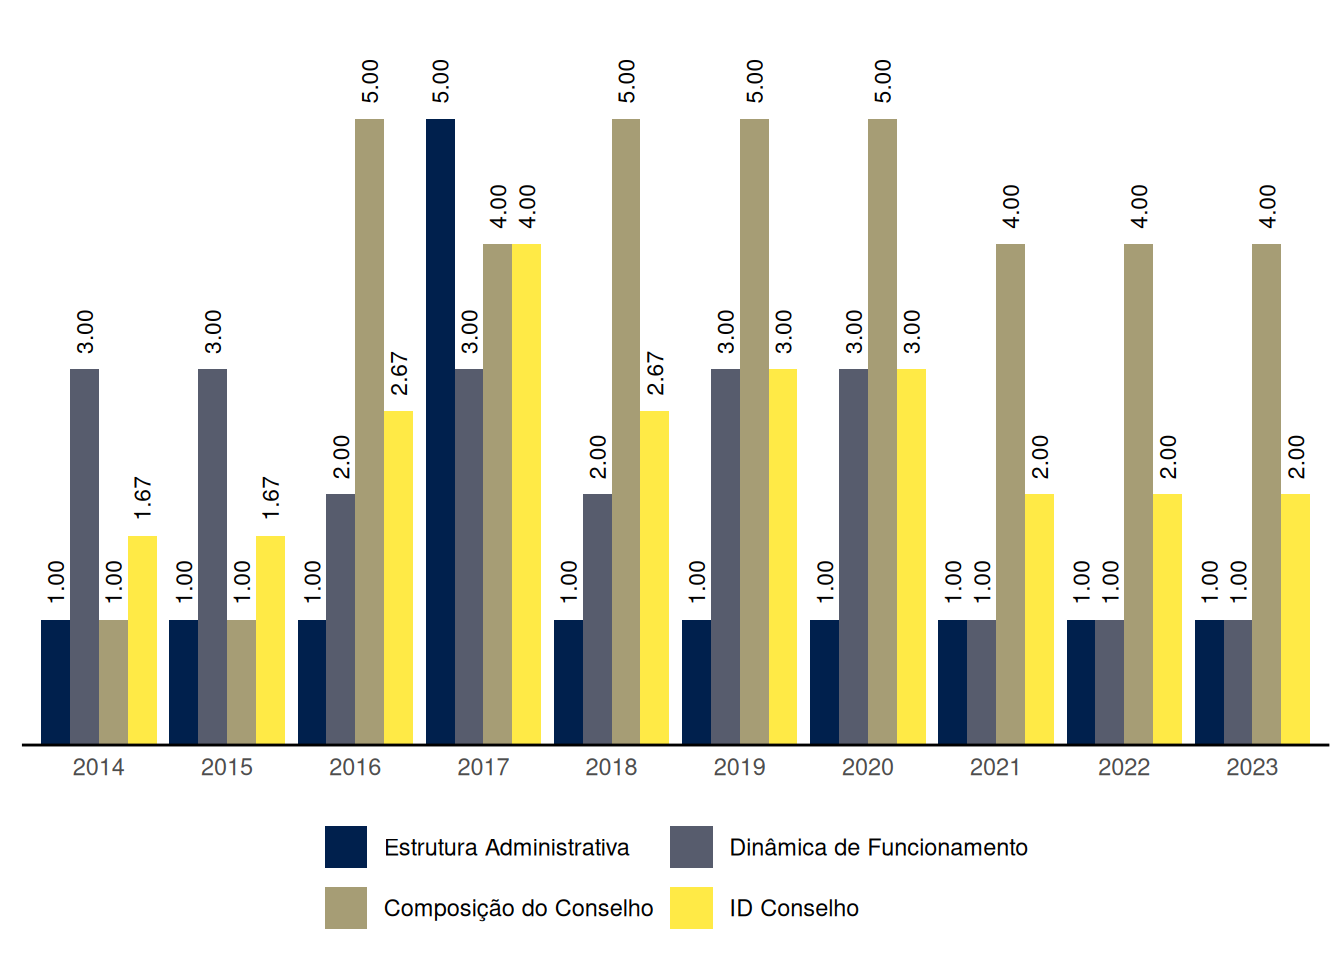 1.00 3.00 1.00 1.67
1.00 3.00 1.00 1.67
1.00 2.00 5.00 2.67
5.00 3.00 4.00 4.00
1.00 2.00 5.00 2.67
1.00 3.00 5.00 3.00
1.00 3.00 5.00 3.00
1.00 1.00 4.00 2.00
1.00 1.00 4.00 2.00
1.00 1.00 4.00 2.00
2014 2015 2016 2017 2018 2019 2020 2021 2022 2023
Estrutura Administrativa Dinâmica de Funcionamento
Composição do Conselho ID Conselho